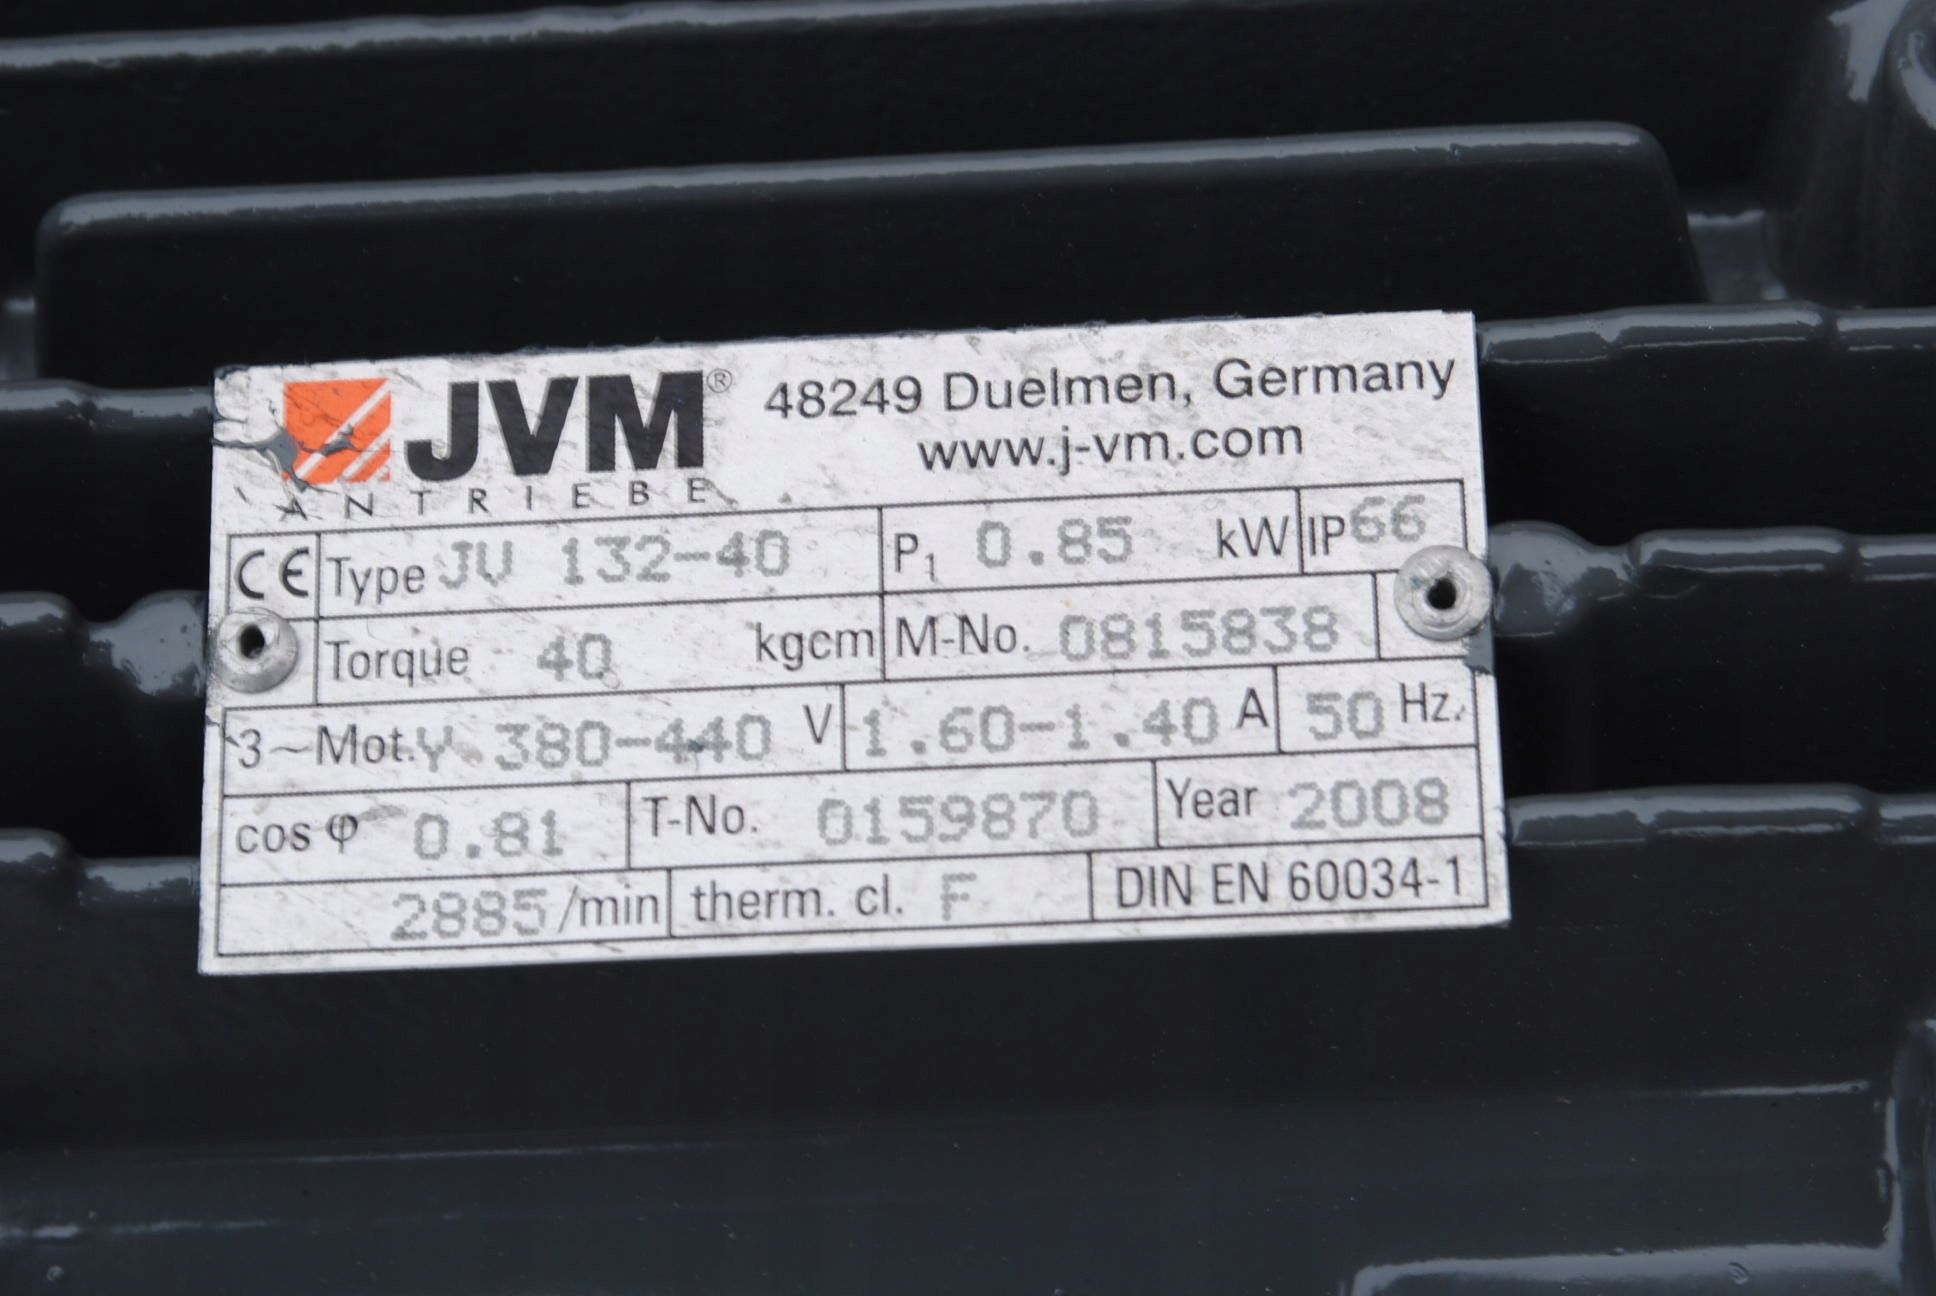 JVM® 48249 Duelmen, Germany
ANTRIEBE www.j-vm.com
CE Type JV 132-40 P1 0.85 kW IP66
Torque 40 kgcm M-No. 0815838
3~Mot. Y 380-440 V 1.60-1.40 A 50 Hz.
cos φ 0.81 T-No. 0159870 Year 2008
2885/min therm. cl. F DIN EN 60034-1